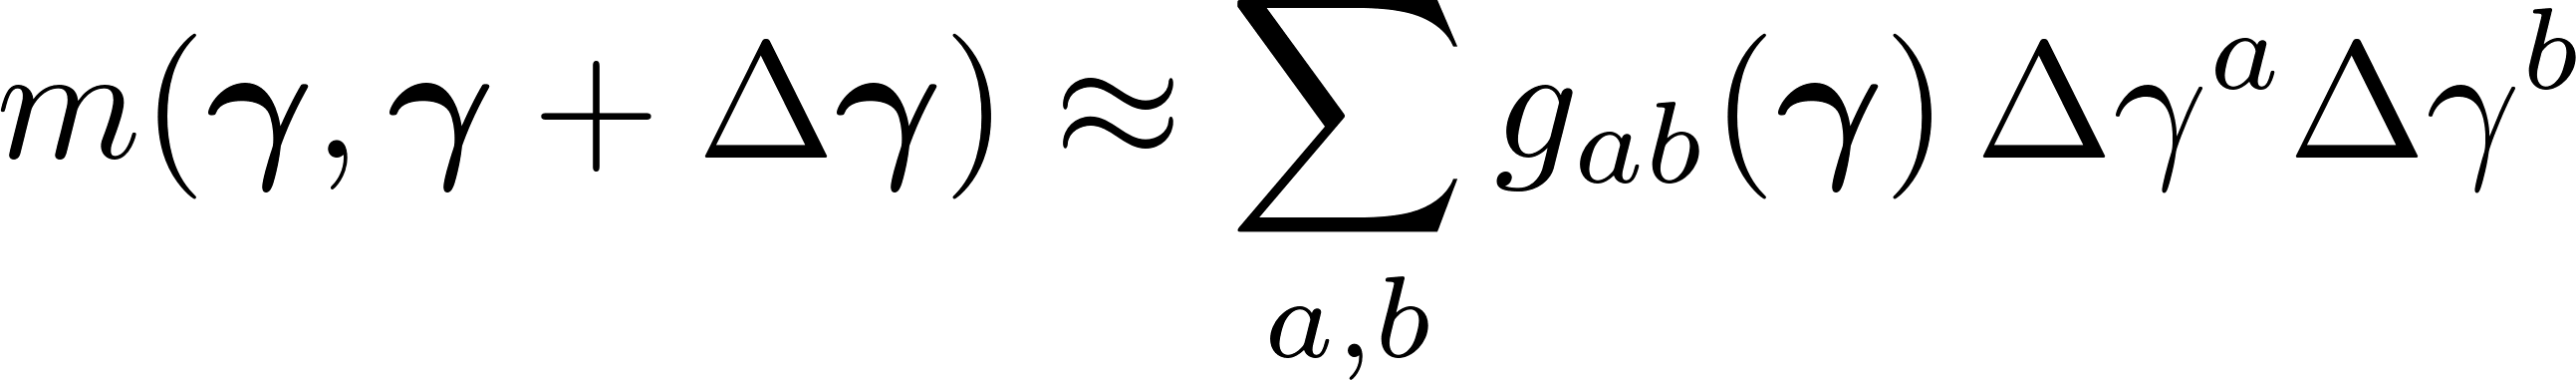 m(γ, γ + Δγ) ≈ ∑_{a,b} g_{ab}(γ) Δγ^a Δγ^b